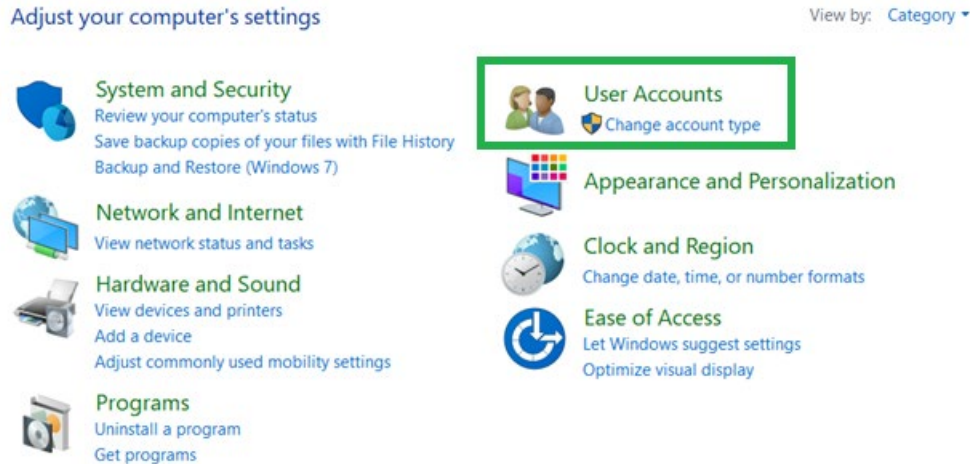 Adjust your computer's settings
View by: Category
System and Security
Review your computer's status
Save backup copies of your files with File History
Backup and Restore (Windows 7)
Network and Internet
View network status and tasks
Hardware and Sound
View devices and printers
Add a device
Adjust commonly used mobility settings
Programs
Uninstall a program
Get programs
User Accounts
Change account type
Appearance and Personalization
Clock and Region
Change date, time, or number formats
Ease of Access
Let Windows suggest settings
Optimize visual display